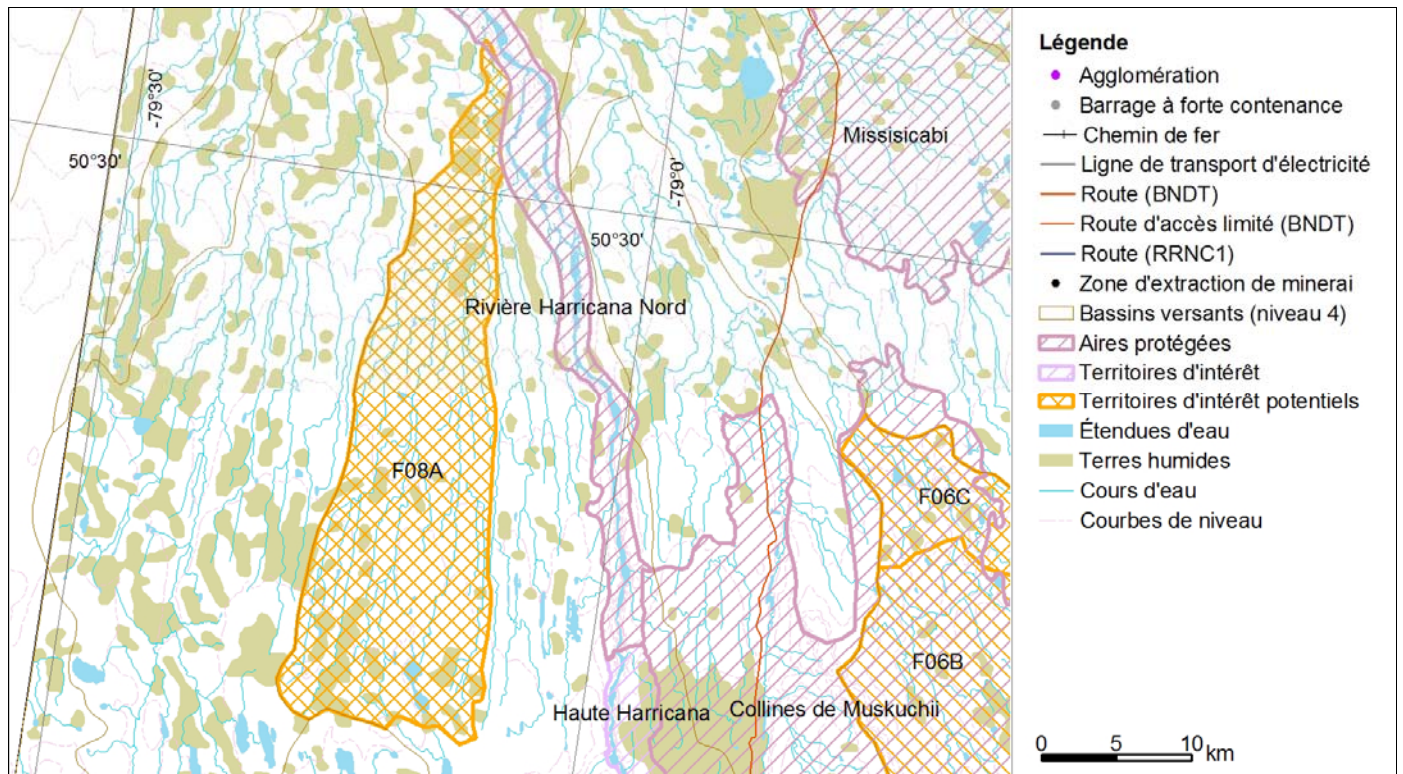 -79°30'
50°30'
Missisicabi
-79°0'
50°30'
Rivière Harricana Nord
F08A
F06C
F06B
Haute Harricana
Collines de Muskuchii
Légende
Agglomération
Barrage à forte contenance
Chemin de fer
Ligne de transport d'électricité
Route (BNDT)
Route d'accès limité (BNDT)
Route (RRNC1)
Zone d'extraction de minerai
Bassins versants (niveau 4)
Aires protégées
Territoires d'intérêt
Territoires d'intérêt potentiels
Étendues d'eau
Terres humides
Cours d'eau
Courbes de niveau
0 5 10 km